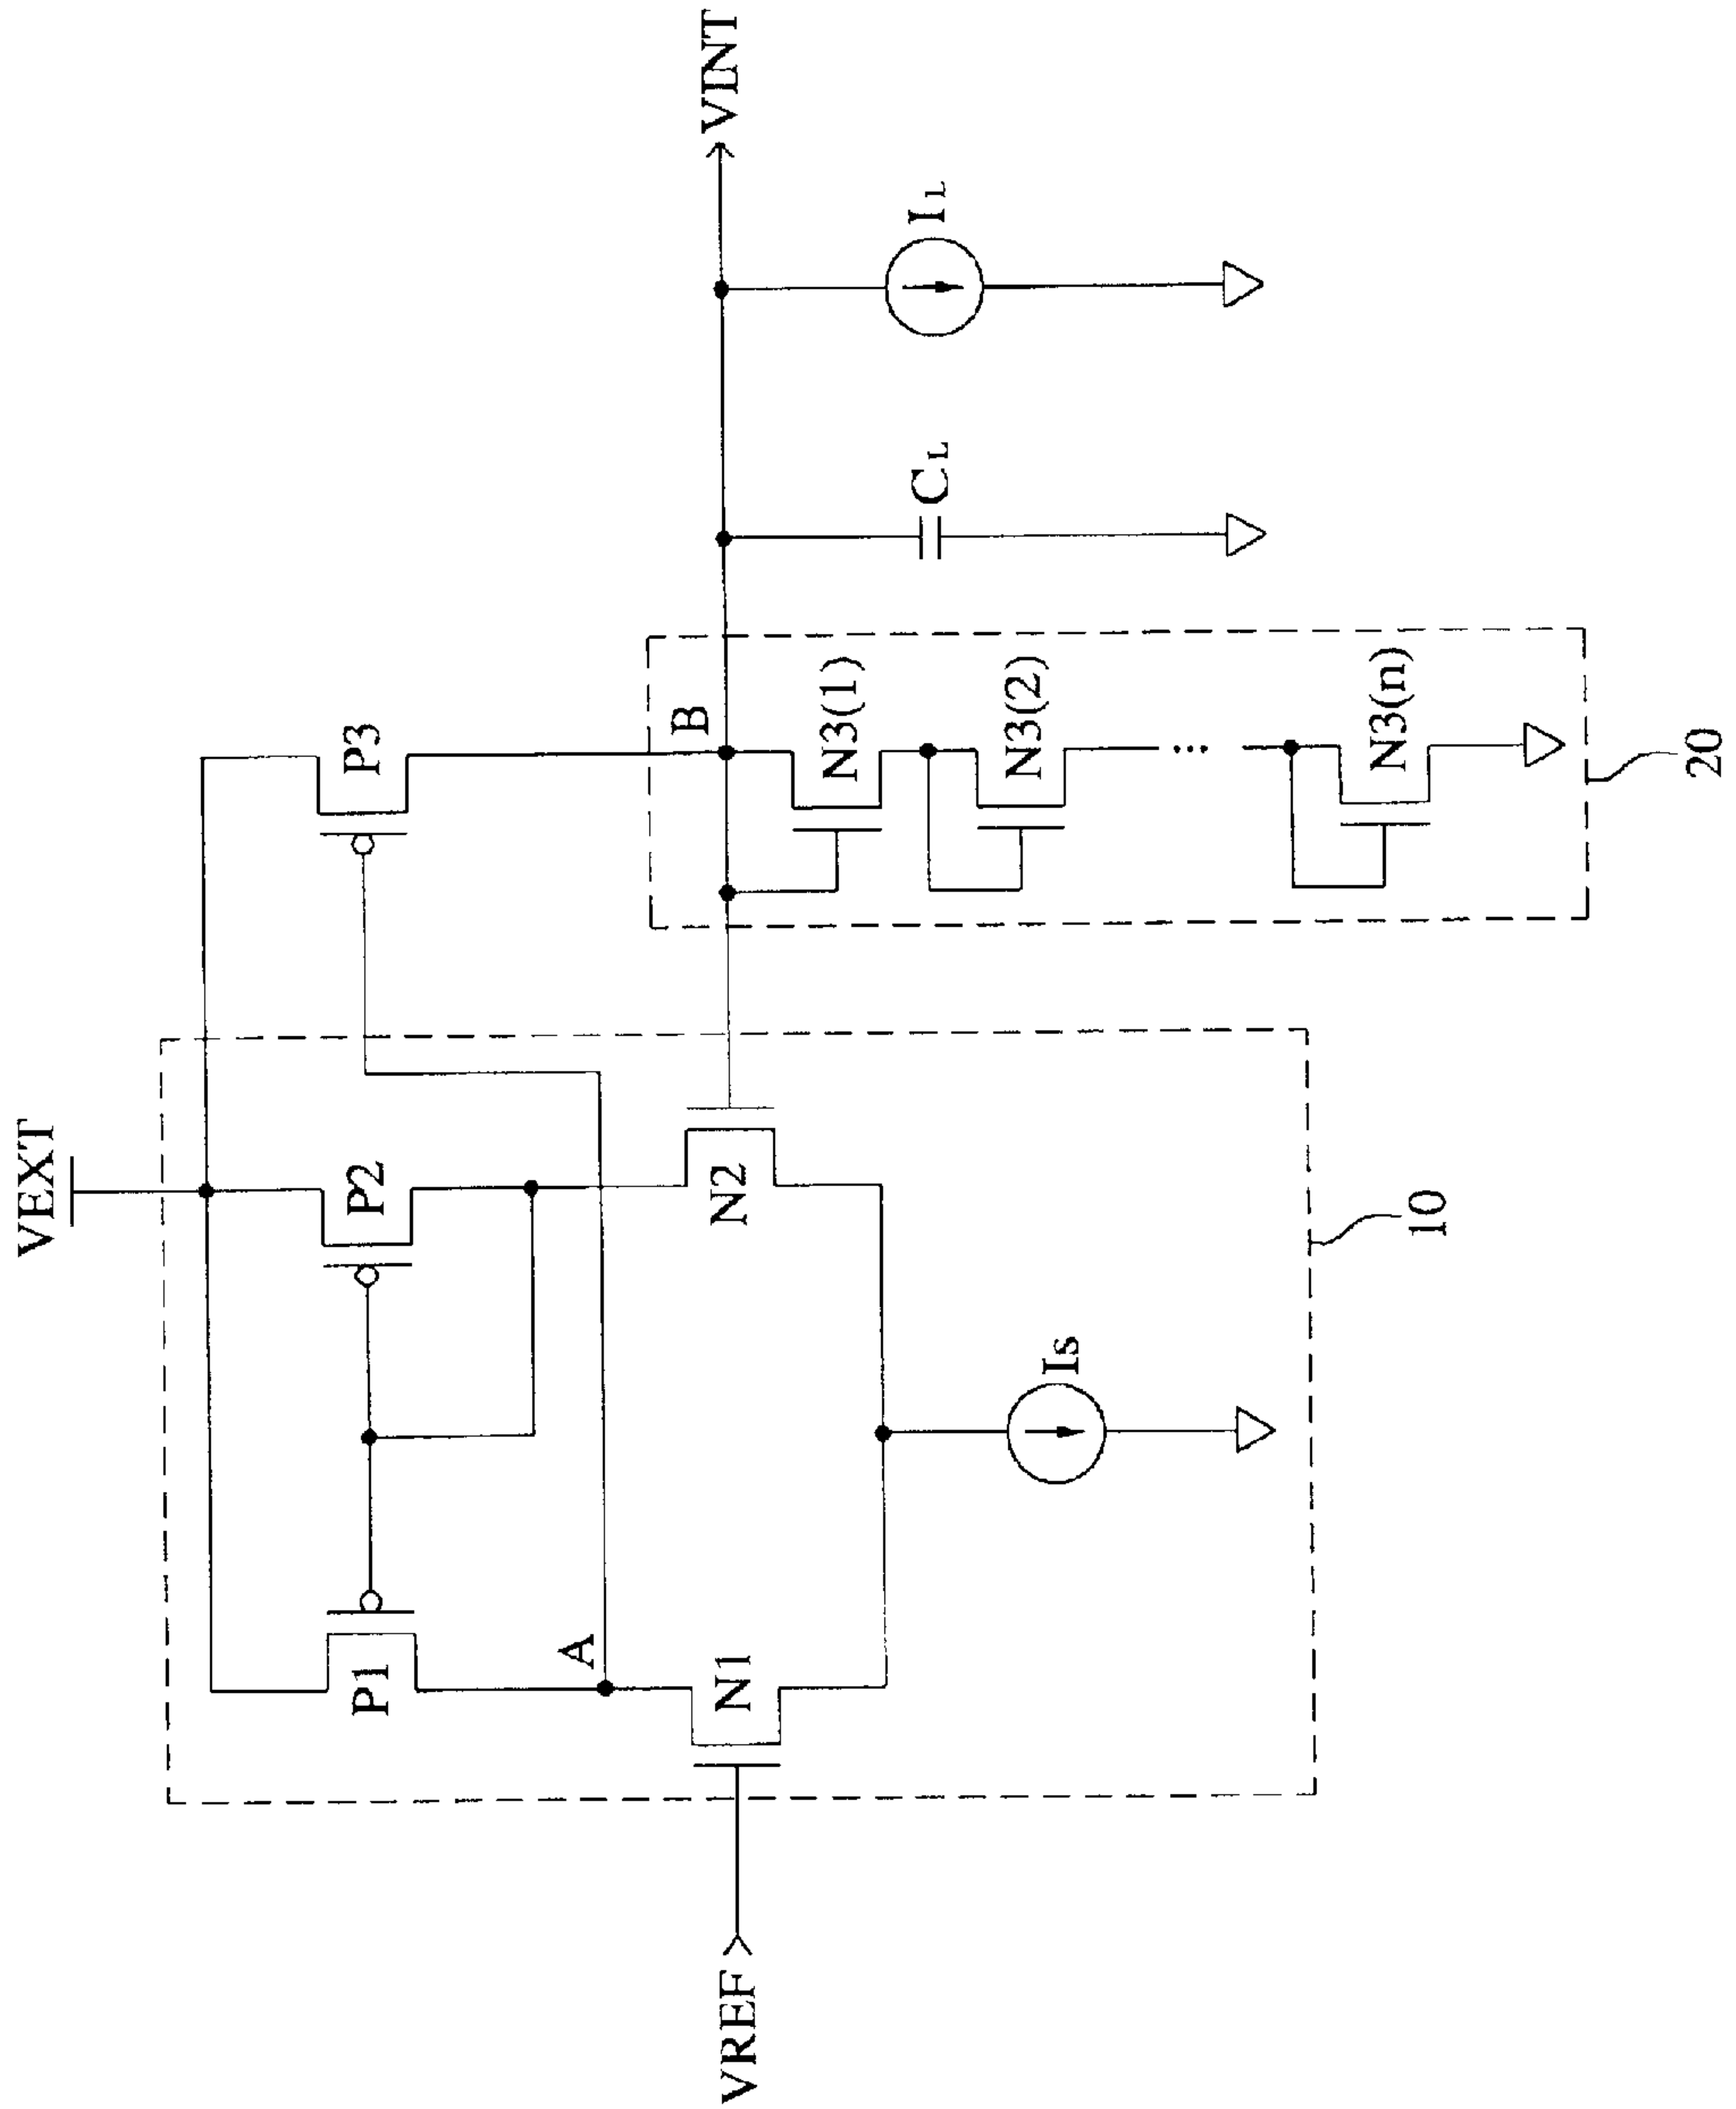 VEXT
P1
P2
P3
A
B
VREF
N1
N2
N3(1)
N3(2)
...
N3(n)
Is
CL
IL
VINT
10
20